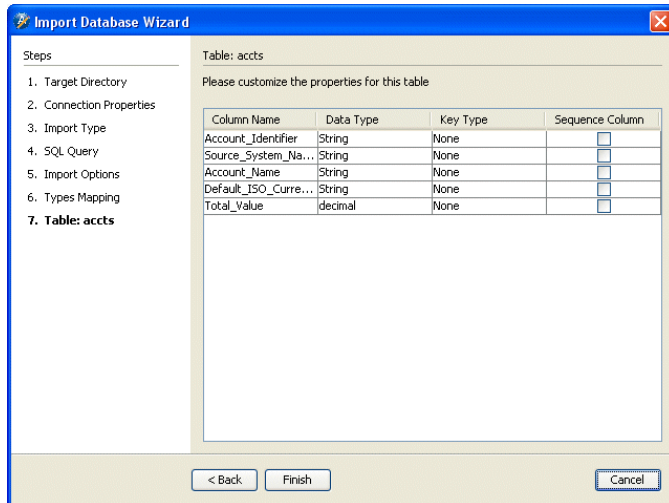 Import Database Wizard
Steps
1. Target Directory
2. Connection Properties
3. Import Type
4. SQL Query
5. Import Options
6. Types Mapping
7. Table: accts
Table: accts
Please customize the properties for this table
Column Name Data Type Key Type Sequence Column
Account_Identifier String None
Source_System_Na... String None
Account_Name String None
Default_ISO_Curre... String None
Total_Value decimal None
< Back Finish Cancel